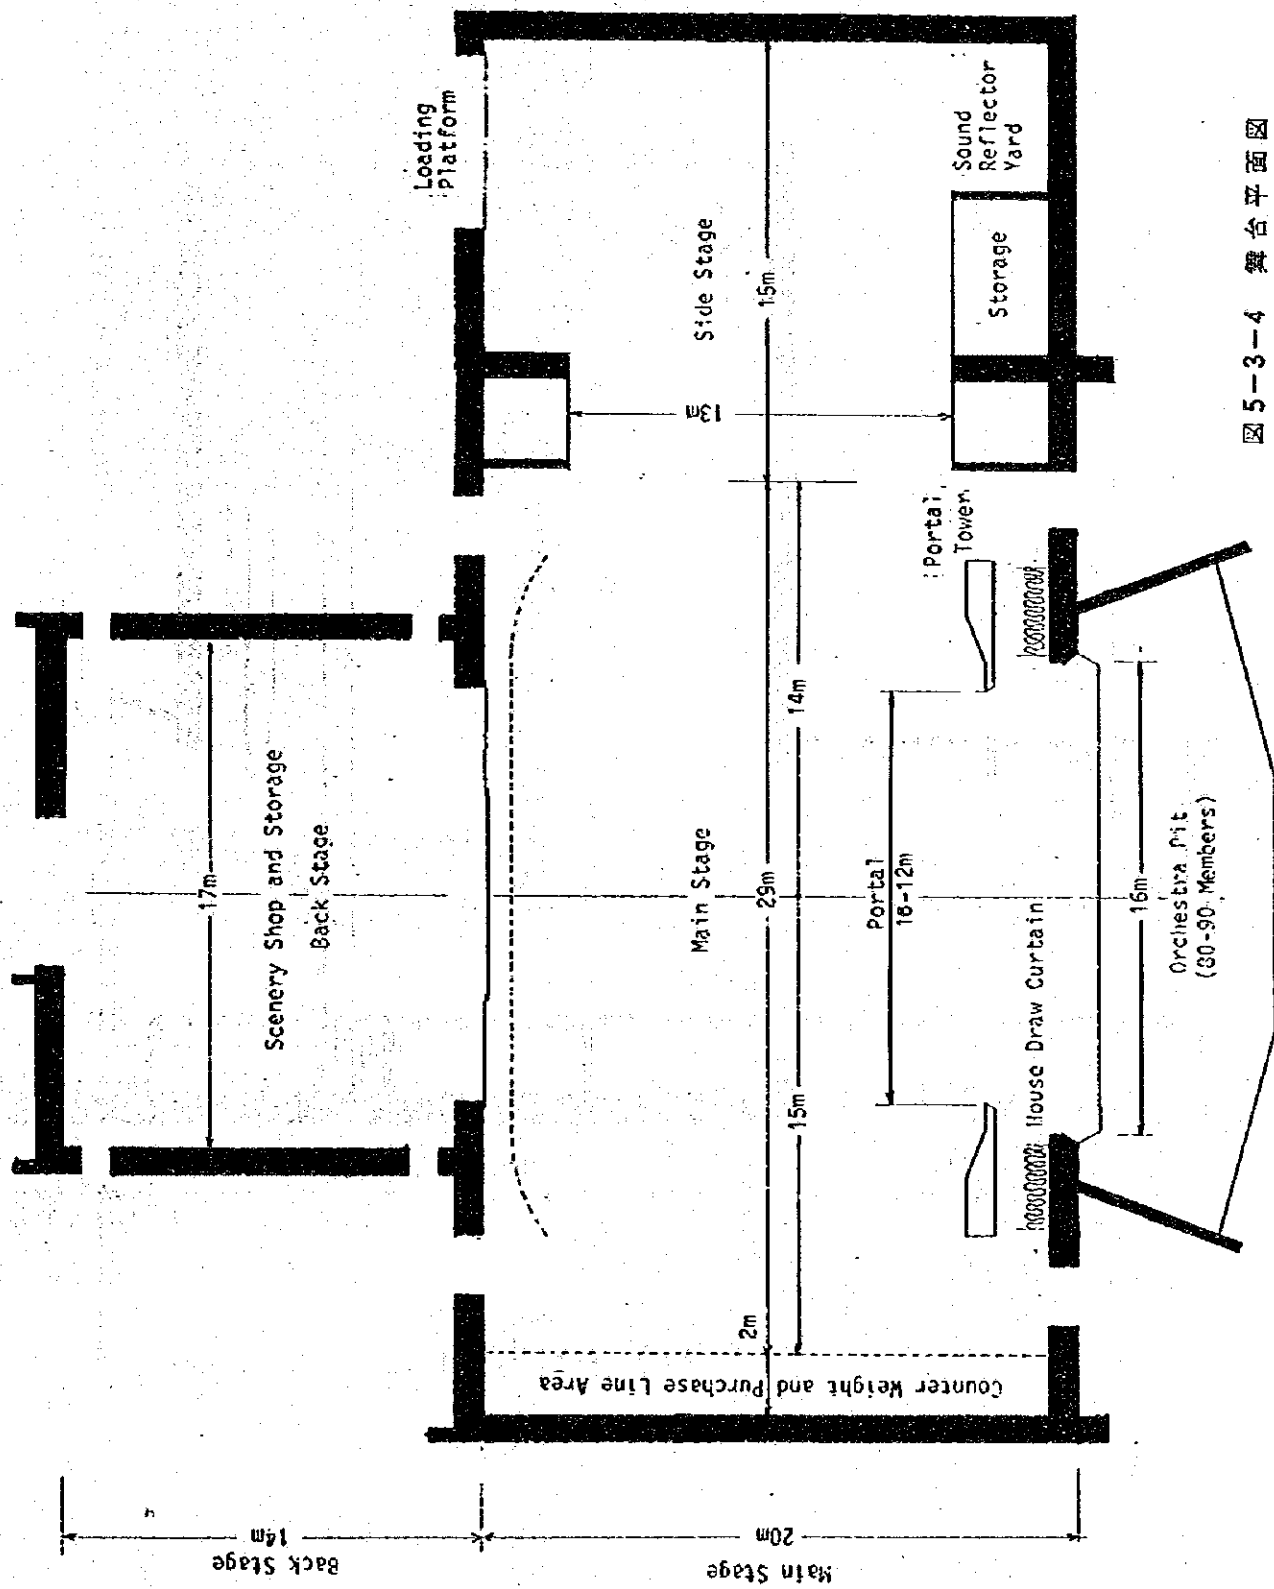 Loading
Platform
Sound
Reflector
Yard
Side Stage
15m
Storage
13m
Portal
Tower
17m
Scenery Shop and Storage
Back Stage
14m
Main Stage
29m
Portal
16-12m
15m
House Draw Curtain
16m
Orchestra Pit
(80-90 Members)
2m
Counter Weight and Purchase Line Area
14m
Back Stage
20m
Main Stage
図5-3-4 舞台平面図